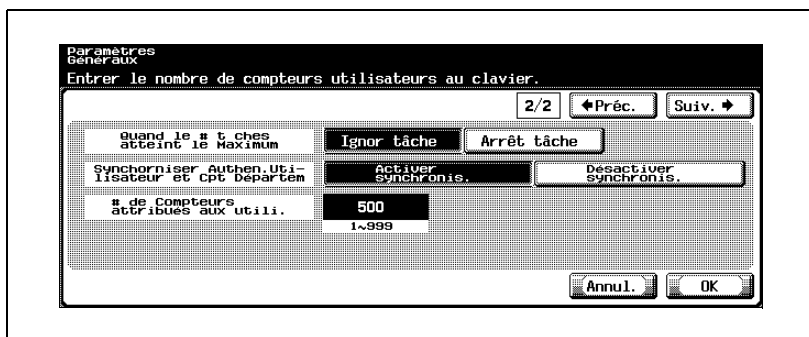 Paramètres
Généraux
Entrer le nombre de compteurs utilisateurs au clavier.
2/2 ←Préc. Suiv. →
Quand le # t ches
atteint le Maximum
Ignor tâche Arrêt tâche
Synchorniser Authen.Uti-
lisateur et Cpt Départem
Activer
synchronis.
Désactiver
synchronis.
# de Compteurs
attribués aux utili.
500
1~999
Annul. OK